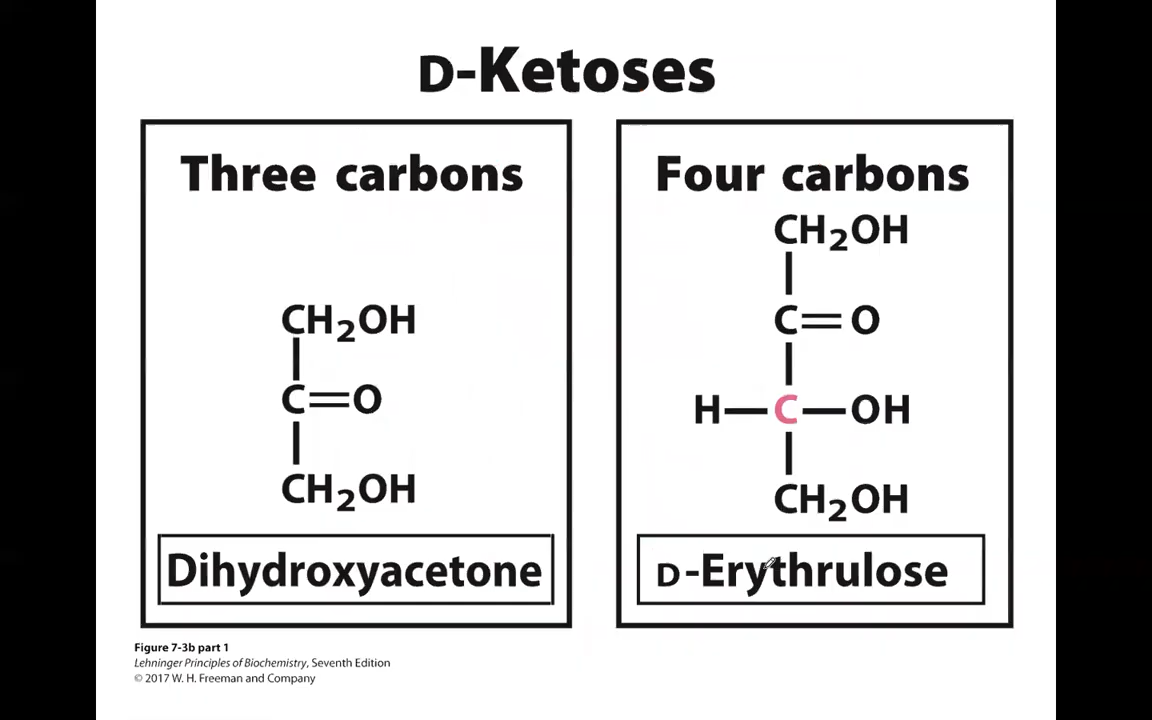 D-Ketoses
Three carbons
CH2OH
C=O
CH2OH
Dihydroxyacetone
Four carbons
CH2OH
C=O
H—C—OH
CH2OH
D-Erythrulose
Figure 7-3b part 1
Lehninger Principles of Biochemistry, Seventh Edition
© 2017 W. H. Freeman and Company